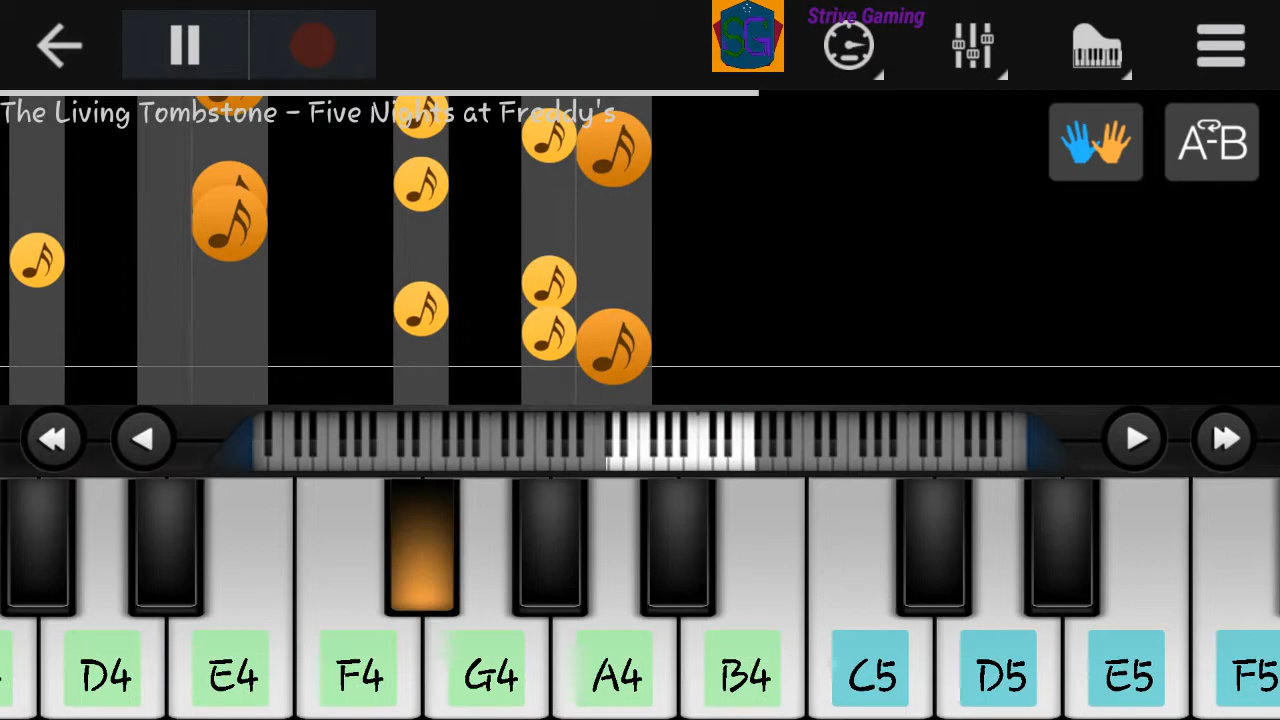 Strive Gaming
SG
The Living Tombstone - Five Nights at Freddy's
A-B
D4 E4 F4 G4 A4 B4 C5 D5 E5 F5